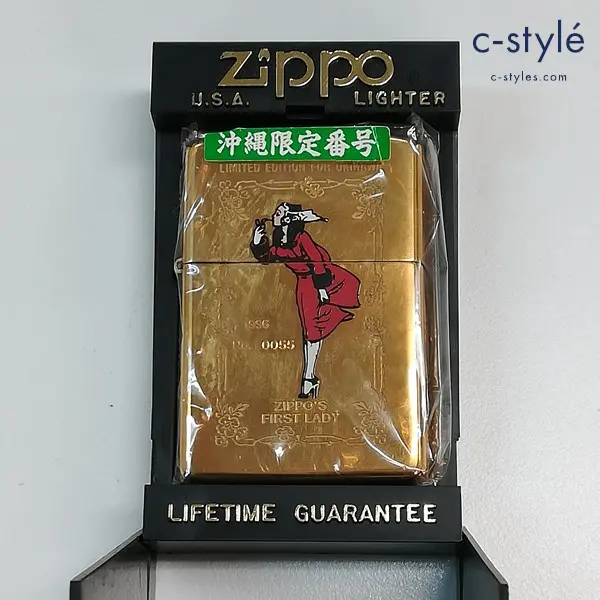 c-stylé
c-styles.com
Zippo
U.S.A. LIGHTER
沖縄限定番号
LIMITED EDITION FOR OKINAWA
No. 0055
ZIPPO'S
FIRST LADY
LIFETIME GUARANTEE